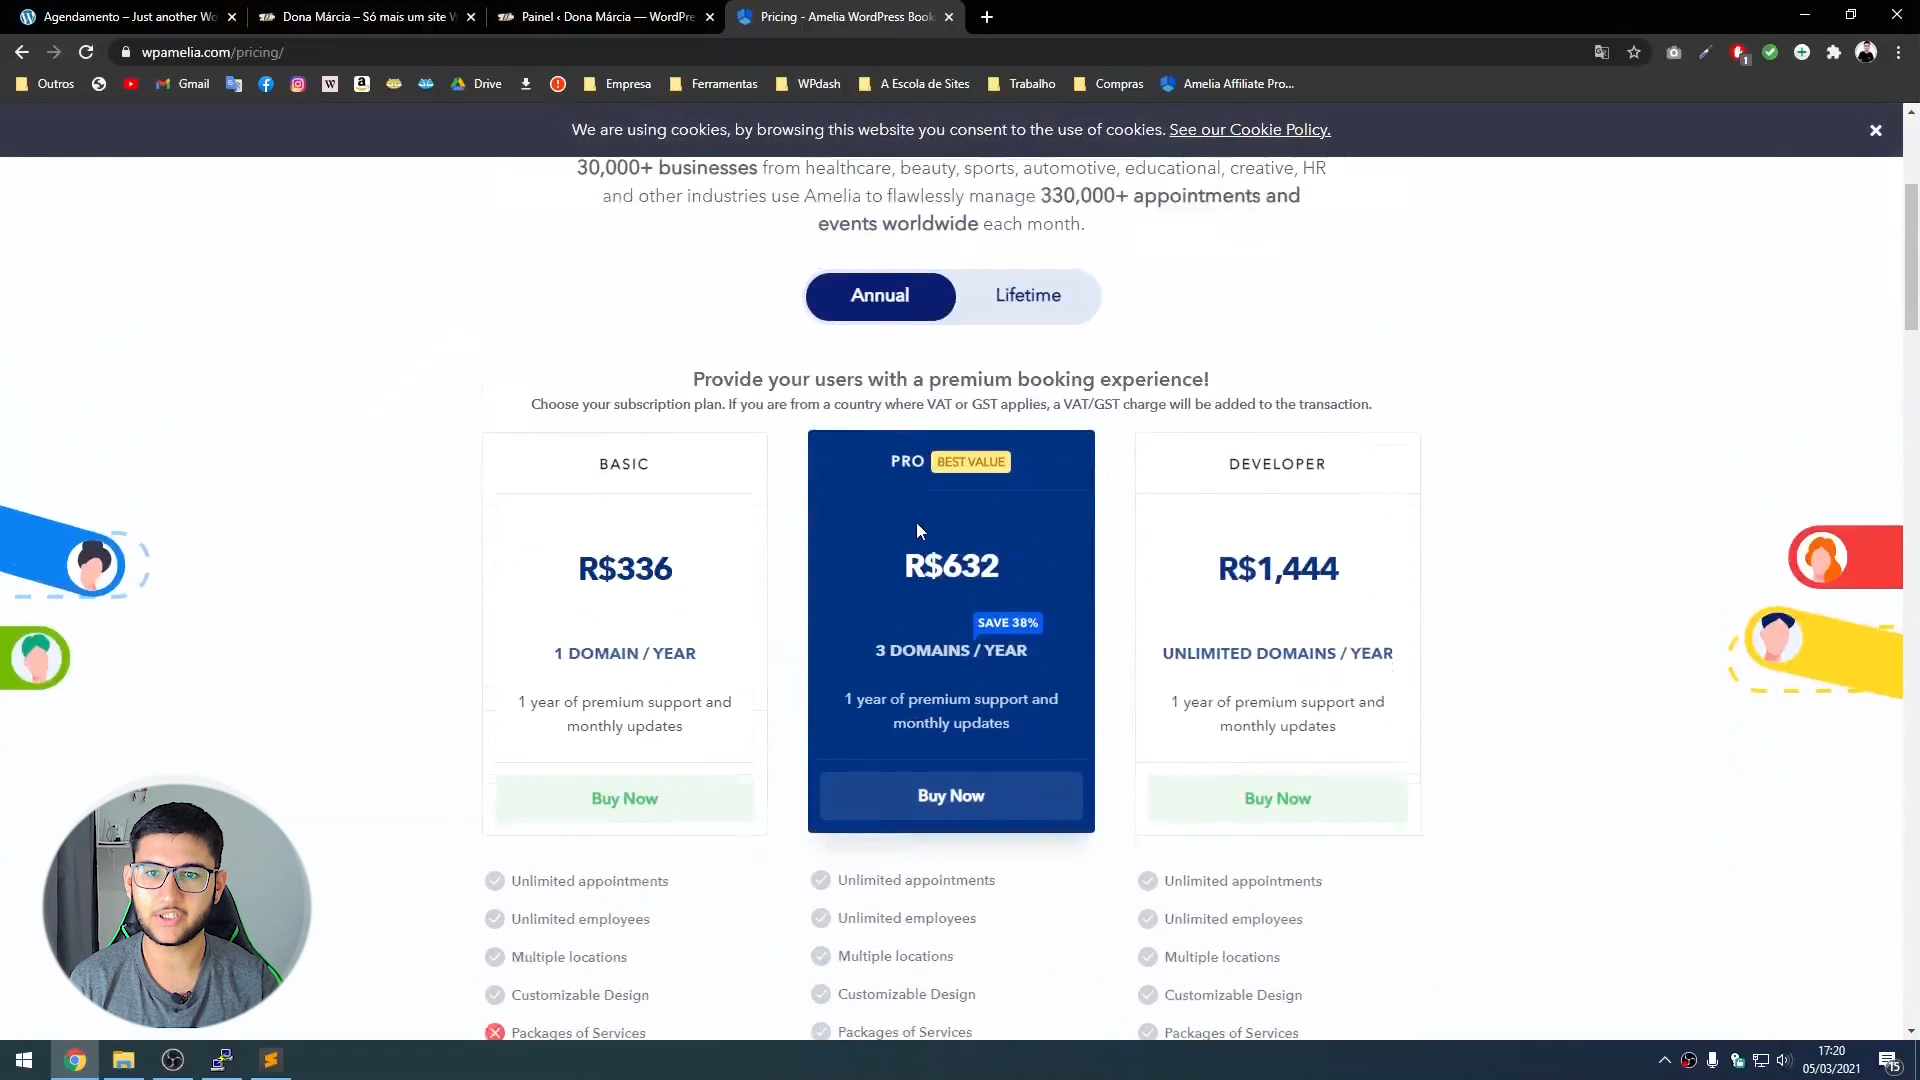 Agendamento – Just another Wo
Dona Márcia – Só mais um site W
Painel ‹ Dona Márcia — WordPre
Pricing - Amelia WordPress Book
wpamelia.com/pricing/
1
Outros
Gmail
W
a
Drive
Empresa
Ferramentas
WPdash
A Escola de Sites
Trabalho
Compras
Amelia Affiliate Pro...
We are using cookies, by browsing this website you consent to the use of cookies. See our Cookie Policy.
30,000+ businesses from healthcare, beauty, sports, automotive, educational, creative, HR
and other industries use Amelia to flawlessly manage 330,000+ appointments and
events worldwide each month.
Annual
Lifetime
Provide your users with a premium booking experience!
Choose your subscription plan. If you are from a country where VAT or GST applies, a VAT/GST charge will be added to the transaction.
BASIC
R$336
1 DOMAIN / YEAR
1 year of premium support and
monthly updates
Buy Now
Unlimited appointments
Unlimited employees
Multiple locations
Customizable Design
Packages of Services
PRO BEST VALUE
R$632
SAVE 38%
3 DOMAINS / YEAR
1 year of premium support and
monthly updates
Buy Now
Unlimited appointments
Unlimited employees
Multiple locations
Customizable Design
Packages of Services
DEVELOPER
R$1,444
UNLIMITED DOMAINS / YEAR
1 year of premium support and
monthly updates
Buy Now
Unlimited appointments
Unlimited employees
Multiple locations
Customizable Design
Packages of Services
17:20
05/03/2021
15